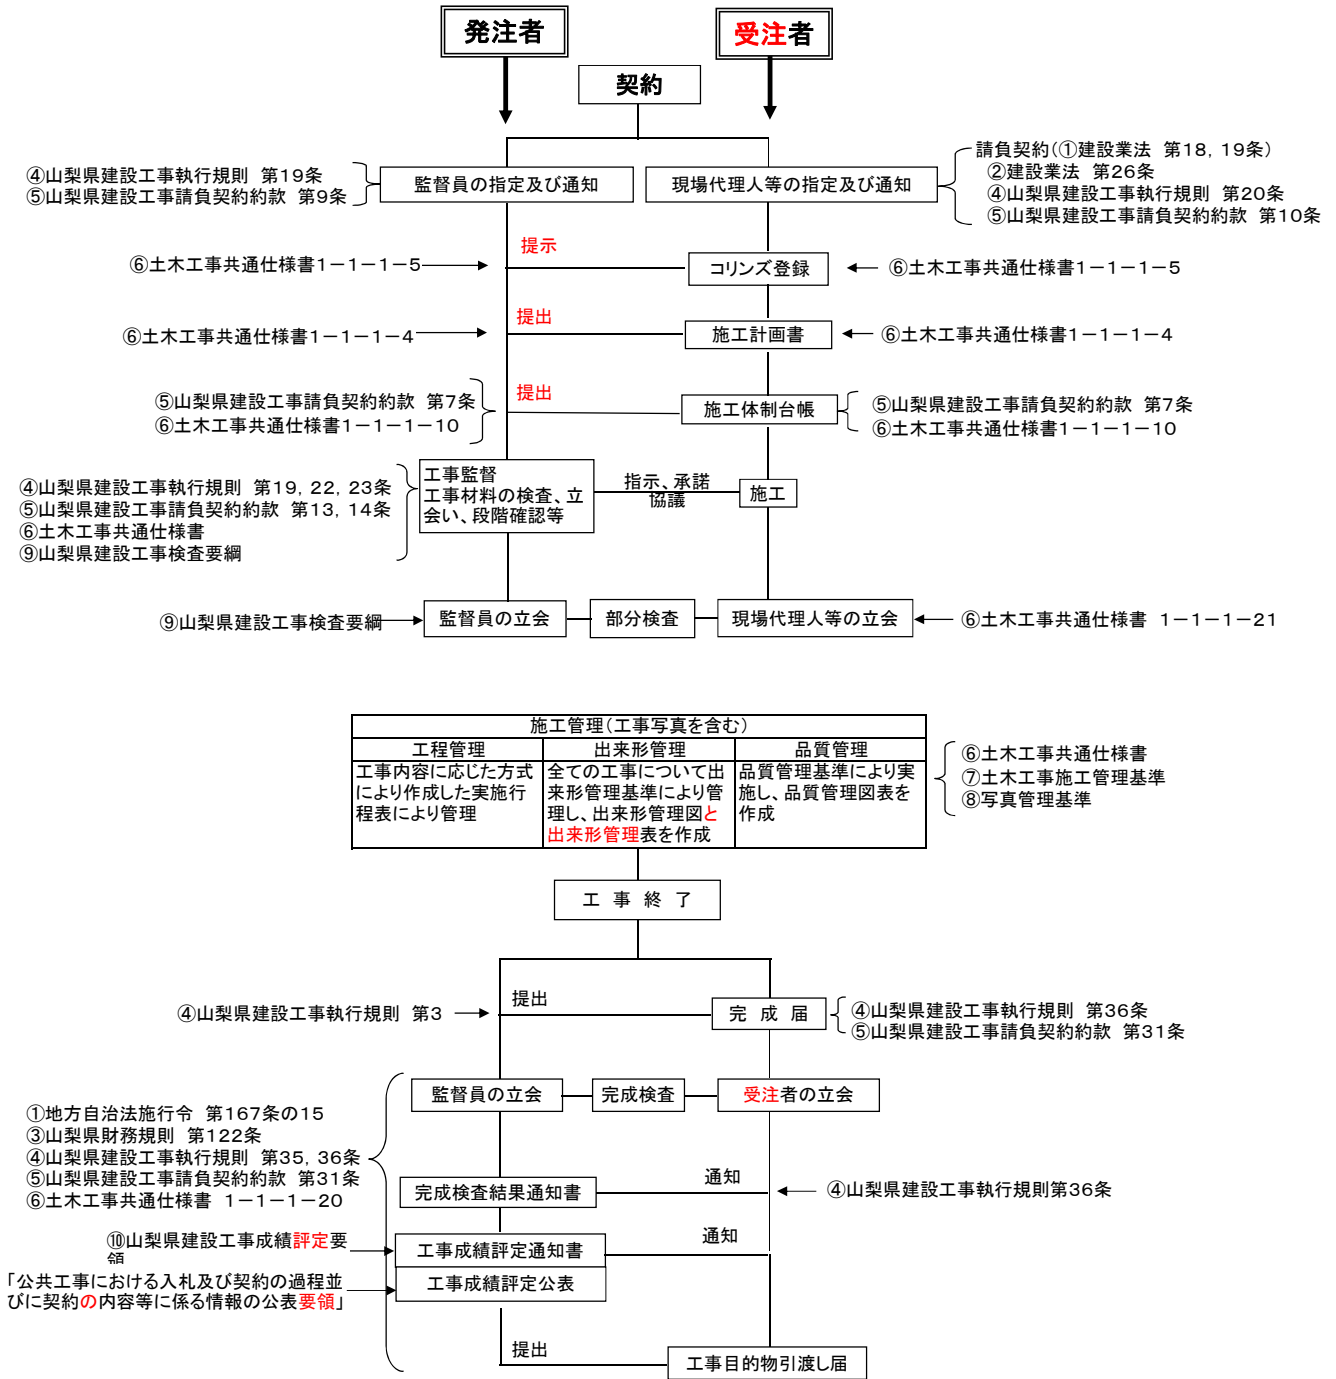 発注者
受注者
契約
④山梨県建設工事執行規則 第19条
⑤山梨県建設工事請負契約約款 第9条
監督員の指定及び通知
現場代理人等の指定及び通知
請負契約(①建設業法 第18, 19条)
②建設業法 第26条
④山梨県建設工事執行規則 第20条
⑤山梨県建設工事請負契約約款 第10条
提示
⑥土木工事共通仕様書1-1-1-5
コリンズ登録
⑥土木工事共通仕様書1-1-1-5
提出
⑥土木工事共通仕様書1-1-1-4
施工計画書
⑥土木工事共通仕様書1-1-1-4
提出
⑤山梨県建設工事請負契約約款 第7条
⑥土木工事共通仕様書1-1-1-10
施工体制台帳
⑤山梨県建設工事請負契約約款 第7条
⑥土木工事共通仕様書1-1-1-10
④山梨県建設工事執行規則 第19, 22, 23条
⑤山梨県建設工事請負契約約款 第13, 14条
⑥土木工事共通仕様書
⑨山梨県建設工事検査要綱
工事監督
工事材料の検査、立
会い、段階確認等
指示、承諾
協議
施工
⑨山梨県建設工事検査要綱
監督員の立会
部分検査
現場代理人等の立会
⑥土木工事共通仕様書 1-1-1-21
施工管理(工事写真を含む)
工程管理
出来形管理
品質管理
工事内容に応じた方式
により作成した実施行
程表により管理
全ての工事について出
来形管理基準により管
理し、出来形管理図と
出来形管理表を作成
品質管理基準により実
施し、品質管理図表を
作成
⑥土木工事共通仕様書
⑦土木工事施工管理基準
⑧写真管理基準
工 事 終 了
④山梨県建設工事執行規則 第3
提出
完 成 届
④山梨県建設工事執行規則 第36条
⑤山梨県建設工事請負契約約款 第31条
監督員の立会
完成検査
受注者の立会
①地方自治法施行令 第167条の15
③山梨県財務規則 第122条
④山梨県建設工事執行規則 第35, 36条
⑤山梨県建設工事請負契約約款 第31条
⑥土木工事共通仕様書 1-1-1-20
完成検査結果通知書
通知
④山梨県建設工事執行規則第36条
⑩山梨県建設工事成績評定要
領
工事成績評定通知書
通知
「公共工事における入札及び契約の過程並
びに契約の内容等に係る情報の公表要領」
工事成績評定公表
提出
工事目的物引渡し届